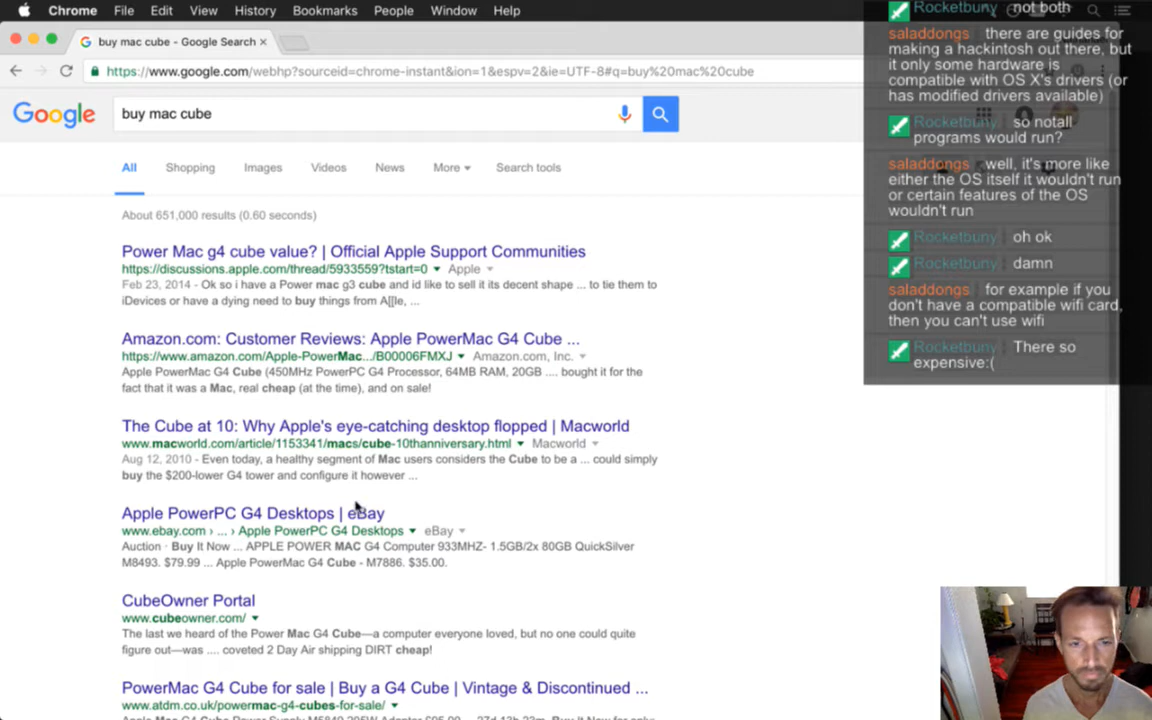 Chrome File Edit View History Bookmarks People Window Help
buy mac cube - Google Search
https://www.google.com/webhp?sourceid=chrome-instant&ion=1&espv=2&ie=UTF-8#q=buy%20mac%20cube
Google
buy mac cube
All Shopping Images Videos News More Search tools
About 651,000 results (0.60 seconds)
Power Mac g4 cube value? | Official Apple Support Communities
https://discussions.apple.com/thread/5933559?tstart=0 Apple
Feb 23, 2014 - Ok so i have a Power mac g3 cube and id like to sell it its decent shape ... to tie them to
iDevices or have a dying need to buy things from A[[le, ...
Amazon.com: Customer Reviews: Apple PowerMac G4 Cube ...
https://www.amazon.com/Apple-PowerMac.../B00006FMXJ Amazon.com, Inc.
Apple PowerMac G4 Cube (450MHz PowerPC G4 Processor, 64MB RAM, 20GB .... bought it for the
fact that it was a Mac, real cheap (at the time), and on sale!
The Cube at 10: Why Apple's eye-catching desktop flopped | Macworld
www.macworld.com/article/1153341/macs/cube-10thanniversary.html Macworld
Aug 12, 2010 - Even today, a healthy segment of Mac users considers the Cube to be a ... could simply
buy the $200-lower G4 tower and configure it however ...
Apple PowerPC G4 Desktops | eBay
www.ebay.com › ... › Apple PowerPC G4 Desktops eBay
Auction · Buy It Now ... APPLE POWER MAC G4 Computer 933MHZ- 1.5GB/2x 80GB QuickSilver
M8493. $79.99 ... Apple PowerMac G4 Cube - M7886. $35.00.
CubeOwner Portal
www.cubeowner.com/
The last we heard of the Power Mac G4 Cube—a computer everyone loved, but no one could quite
figure out—was .... coveted 2 Day Air shipping DIRT cheap!
PowerMac G4 Cube for sale | Buy a G4 Cube | Vintage & Discontinued ...
www.atdm.co.uk/powermac-g4-cubes-for-sale/
Rocketbuny not both
saladdongs there are guides for
making a hackintosh out there, but
it only some hardware is
compatible with OS X's drivers (or
has modified drivers available)
Rocketbuny so notall
programs would run?
saladdongs well, it's more like
either the OS itself it wouldn't run
or certain features of the OS
wouldn't run
Rocketbuny oh ok
Rocketbuny damn
saladdongs for example if you
don't have a compatible wifi card,
then you can't use wifi
Rocketbuny There so
expensive:(